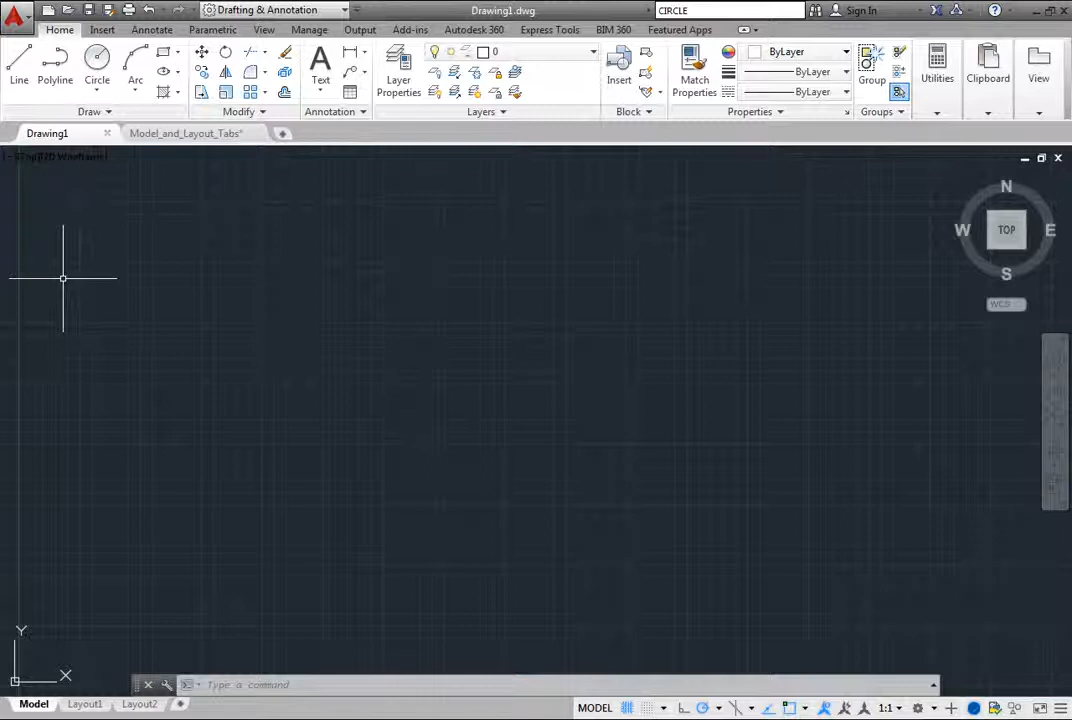 Drafting & Annotation
Drawing1.dwg
CIRCLE
Sign In
Home Insert Annotate Parametric View Manage Output Add-ins Autodesk 360 Express Tools BIM 360 Featured Apps
Line
Polyline
Circle
Arc
Text
Layer
Properties
0
Insert
Match
Properties
ByLayer
ByLayer
ByLayer
Group
Utilities
Clipboard
View
Draw
Modify
Annotation
Layers
Block
Properties
Groups
Drawing1
Model_and_Layout_Tabs*
N
W TOP E
S
WCS
Y
X
Type a command
Model Layout1 Layout2
MODEL
1:1